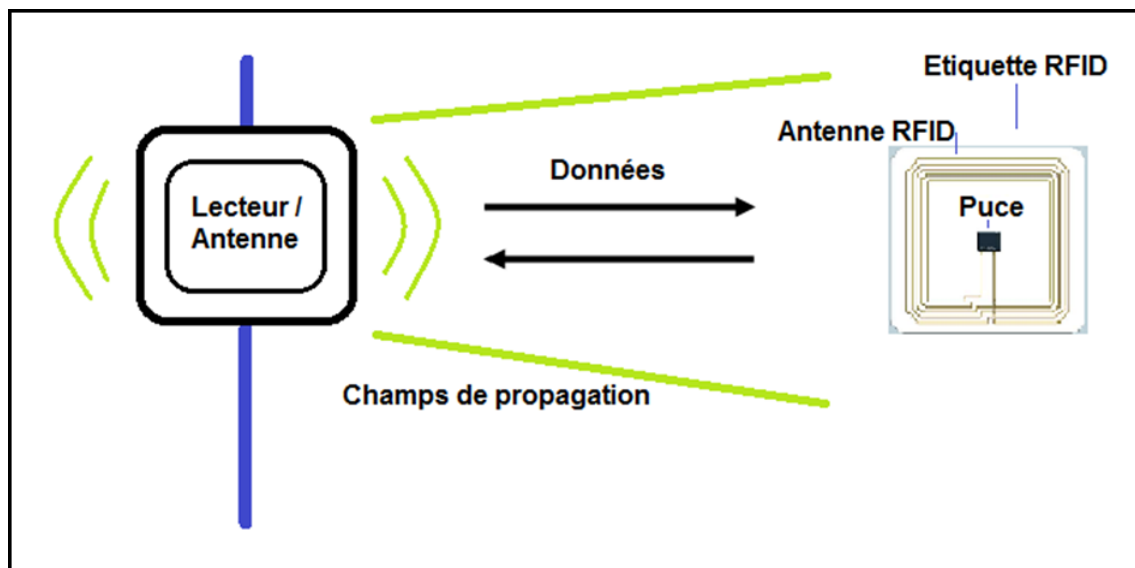 Etiquette RFID
Antenne RFID
Données
Lecteur /
Antenne
Puce
Champs de propagation